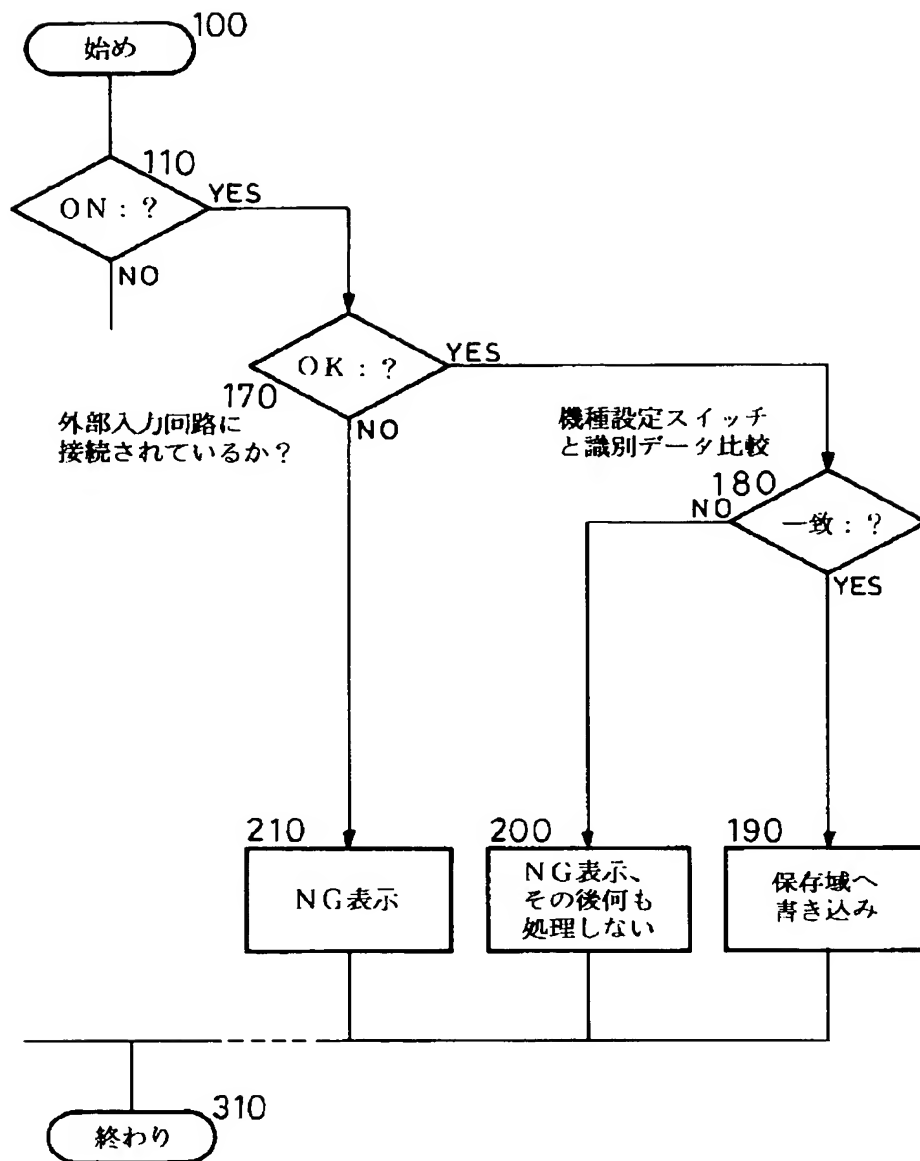 100
始め
110
YES
ON：？
NO
OK：？
YES
170
NO
外部入力回路に
接続されているか？
機種設定スイッチ
と識別データ比較
180
NO
一致：？
YES
210
NG表示
200
NG表示、
その後何も
処理しない
190
保存域へ
書き込み
310
終わり